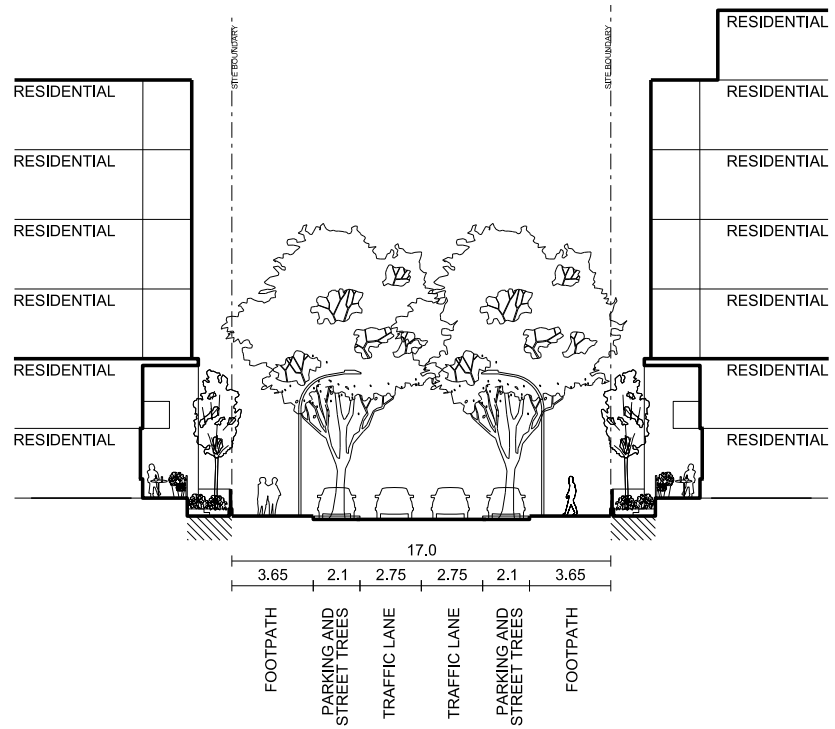 RESIDENTIAL
SITE BOUNDARY
SITE BOUNDARY
RESIDENTIAL
RESIDENTIAL
RESIDENTIAL
RESIDENTIAL
RESIDENTIAL
RESIDENTIAL
RESIDENTIAL
RESIDENTIAL
RESIDENTIAL
RESIDENTIAL
RESIDENTIAL
RESIDENTIAL
17.0
3.65 2.1 2.75 2.75 2.1 3.65
FOOTPATH
PARKING AND
STREET TREES
TRAFFIC LANE
TRAFFIC LANE
PARKING AND
STREET TREES
FOOTPATH